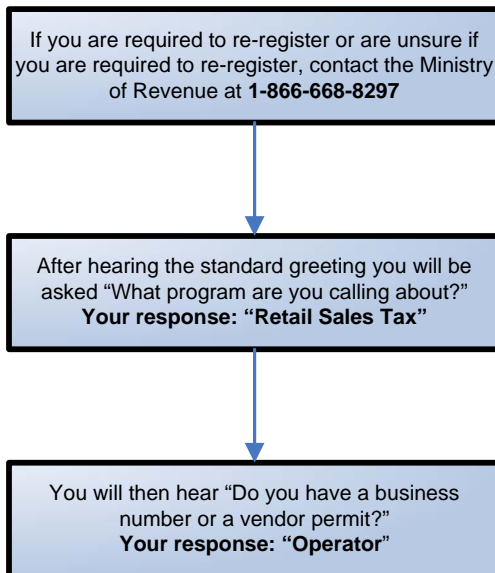 If you are required to re-register or are unsure if
you are required to re-register, contact the Ministry
of Revenue at 1-866-668-8297
After hearing the standard greeting you will be
asked “What program are you calling about?”
Your response: “Retail Sales Tax”
You will then hear “Do you have a business
number or a vendor permit?”
Your response: “Operator”